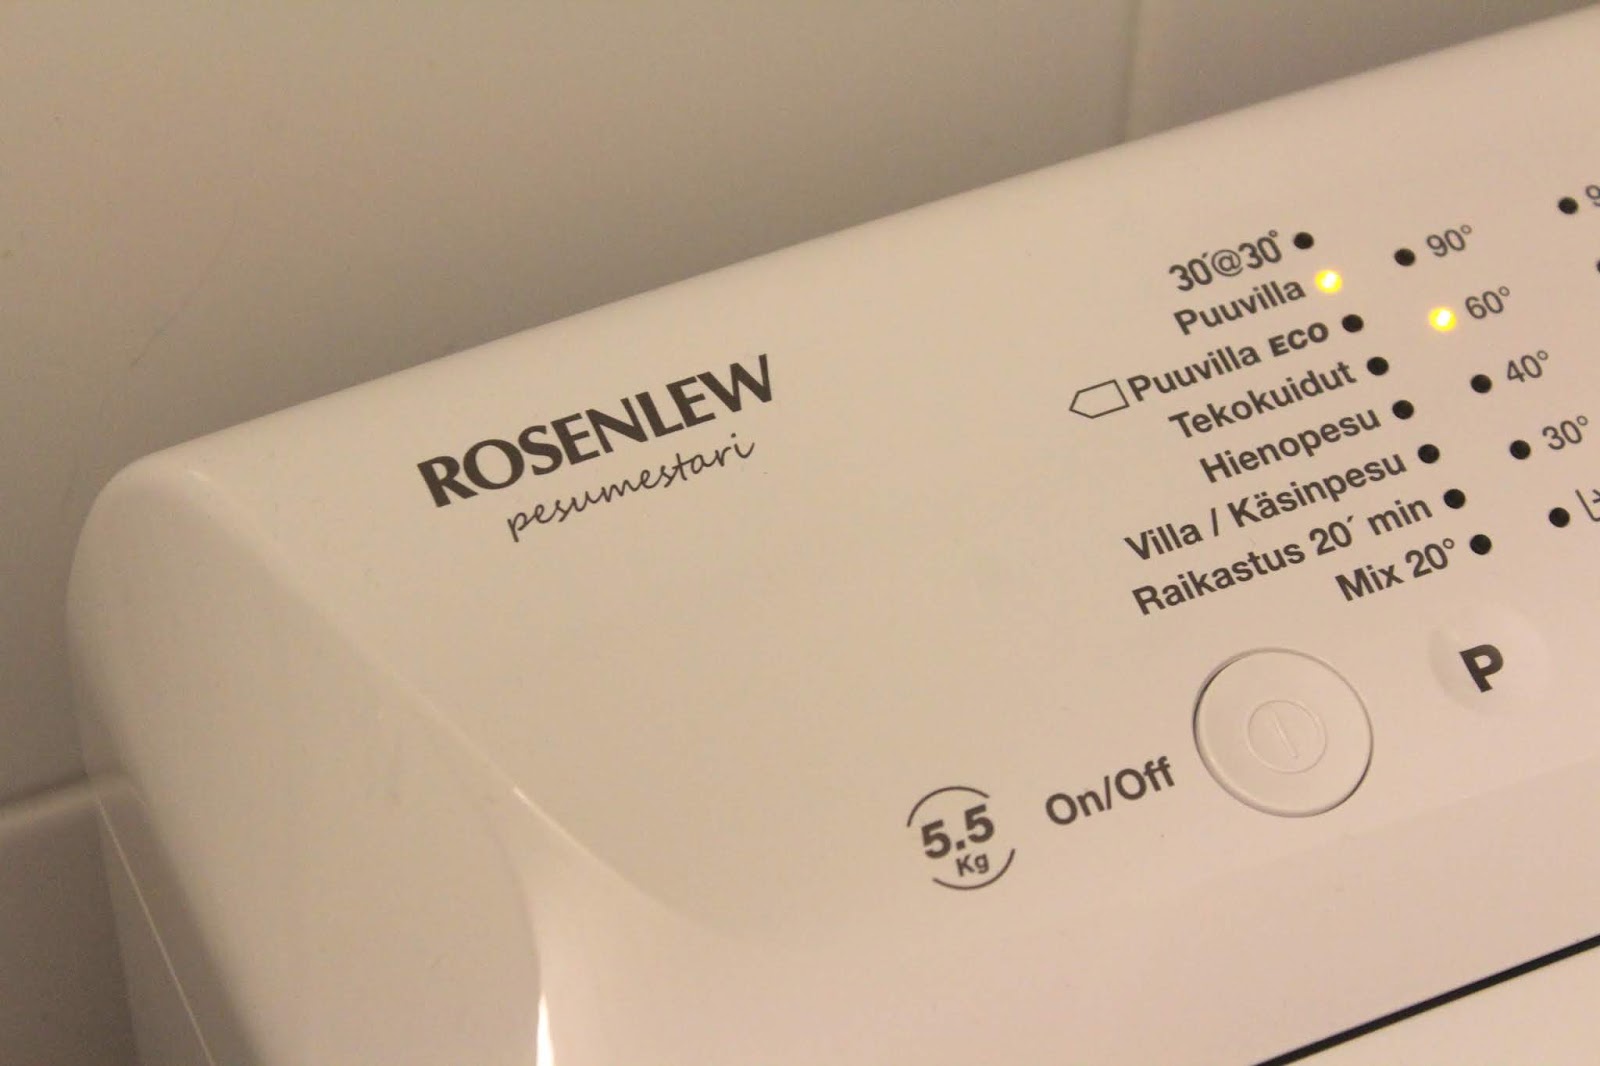 ROSENLEW
pesumestari
30´@30°
Puuvilla
Puuvilla ECO
Tekokuidut
Hienopesu
Villa / Käsinpesu
Raikastus 20´ min
Mix 20°
90°
60°
40°
30°
P
On/Off
5.5
Kg